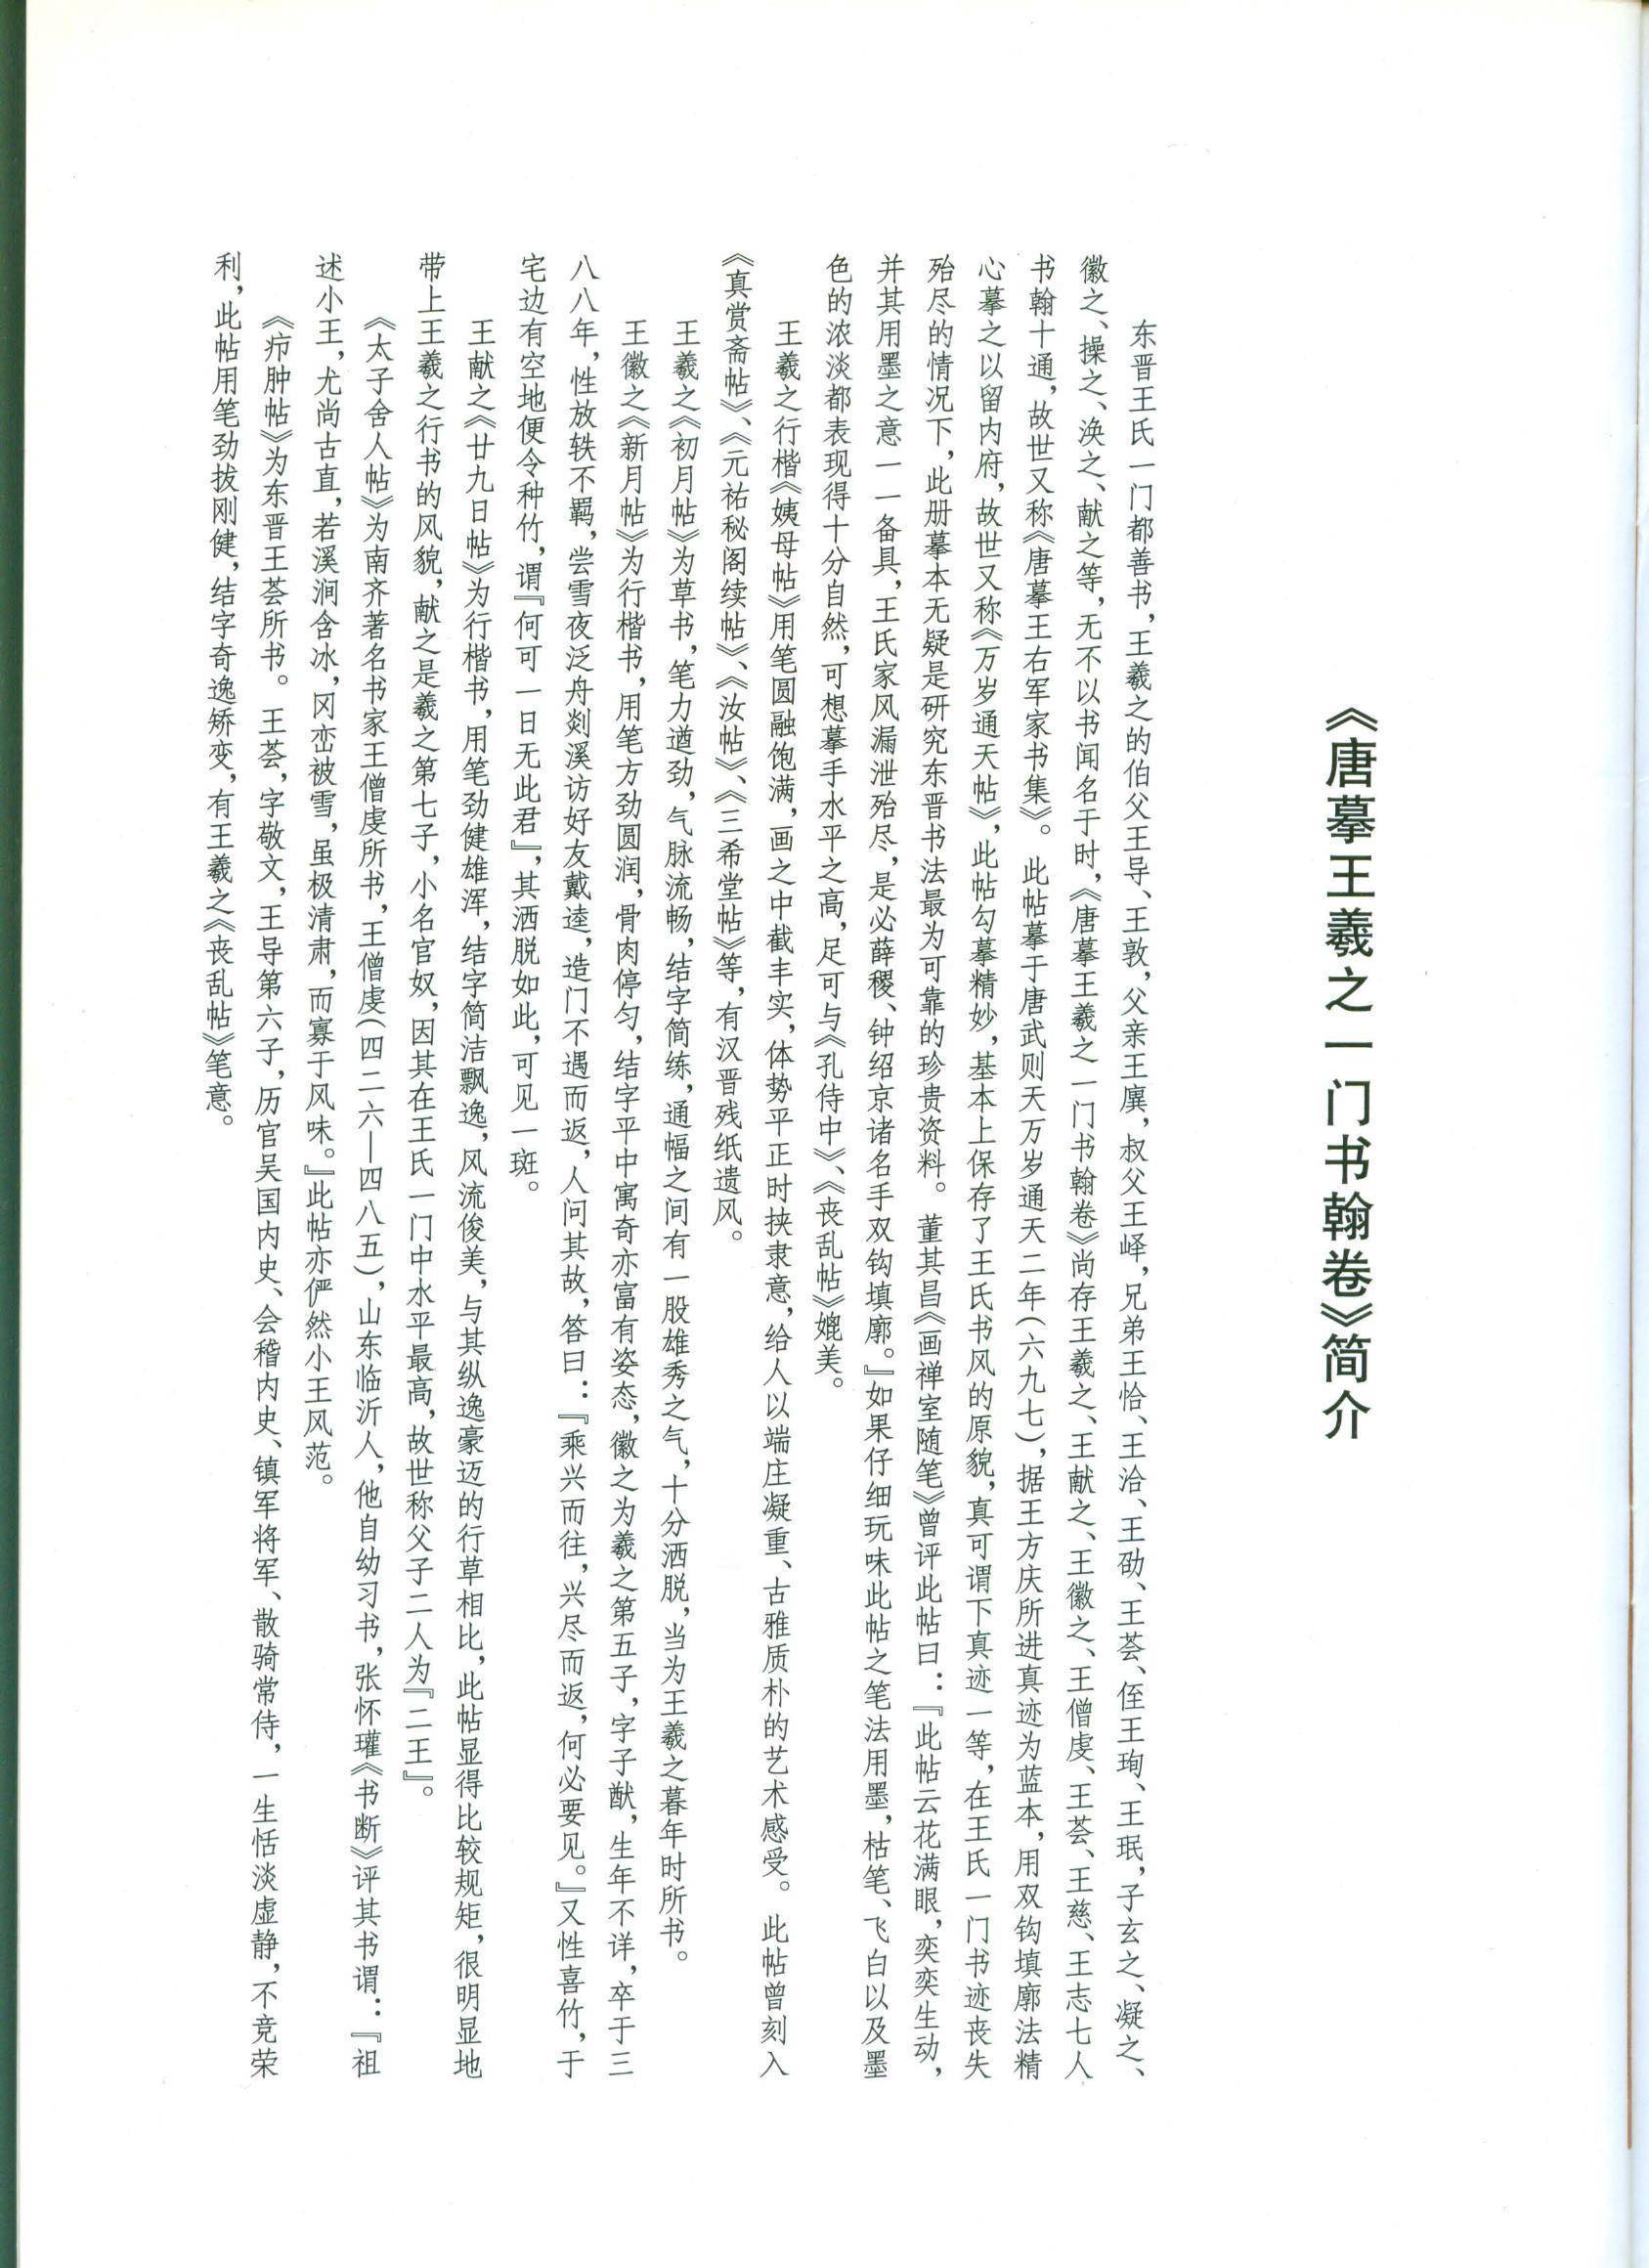 《唐摹王羲之一门书翰卷》简介
东晋王氏一门都善书，王羲之的伯父王导、王敦，父亲王廙，叔父王峄，兄弟王恰、王洽、王劭、王荟、侄王珣、王珉，子玄之、凝之、
徽之、操之、涣之、献之等，无不以书闻名于时，《唐摹王羲之一门书翰卷》尚存王羲之、王献之、王徽之、王僧虔、王荟、王慈、王志七人
书翰十通，故世又称《唐摹王右军家书集》。此帖摹于唐武则天万岁通天二年（六九七），据王方庆所进真迹为蓝本，用双钩填廓法精
心摹之以留内府，故世又称《万岁通天帖》，此帖勾摹精妙，基本上保存了王氏书风的原貌，真可谓下真迹一等，在王氏一门书迹丧失
殆尽的情况下，此册摹本无疑是研究东晋书法最为可靠的珍贵资料。董其昌《画禅室随笔》曾评此帖曰：『此帖云花满眼，奕奕生动，
并其用墨之意一一备具，王氏家风漏泄殆尽，是必薛稷、钟绍京诸名手双钩填廓。』如果仔细玩味此帖之笔法用墨，枯笔、飞白以及墨
色的浓淡都表现得十分自然，可想摹手水平之高，足可与《孔侍中》、《丧乱帖》媲美。
王羲之行楷《姨母帖》用笔圆融饱满，画之中截丰实，体势平正时挟隶意，给人以端庄凝重、古雅质朴的艺术感受。此帖曾刻入
《真赏斋帖》、《元祐秘阁续帖》、《汝帖》、《三希堂帖》等，有汉晋残纸遗风。
王羲之《初月帖》为草书，笔力遒劲，气脉流畅，结字简练，通幅之间有一股雄秀之气，十分洒脱，当为王羲之暮年时所书。
王徽之《新月帖》为行楷书，用笔方劲圆润，骨肉停匀，结字平中寓奇亦富有姿态，徽之为羲之第五子，字子猷，生年不详，卒于三
八八年，性放轶不羁，尝雪夜泛舟剡溪访好友戴逵，造门不遇而返，人问其故，答曰：『乘兴而往，兴尽而返，何必要见。』又性喜竹，于
宅边有空地便令种竹，谓『何可一日无此君』，其洒脱如此，可见一斑。
王献之《廿九日帖》为行楷书，用笔劲健雄浑，结字简洁飘逸，风流俊美，与其纵逸豪迈的行草相比，此帖显得比较规矩，很明显地
带上王羲之行书的风貌，献之是羲之第七子，小名官奴，因其在王氏一门中水平最高，故世称父子二人为『二王』。
《太子舍人帖》为南齐著名书家王僧虔所书，王僧虔（四二六—四八五），山东临沂人，他自幼习书，张怀瓘《书断》评其书谓：『祖
述小王，尤尚古直，若溪涧含冰，冈峦被雪，虽极清肃，而寡于风味。』此帖亦俨然小王风范。
《疖肿帖》为东晋王荟所书。王荟，字敬文，王导第六子，历官吴国内史、会稽内史、镇军将军、散骑常侍，一生恬淡虚静，不竞荣
利，此帖用笔劲拔刚健，结字奇逸矫变，有王羲之《丧乱帖》笔意。